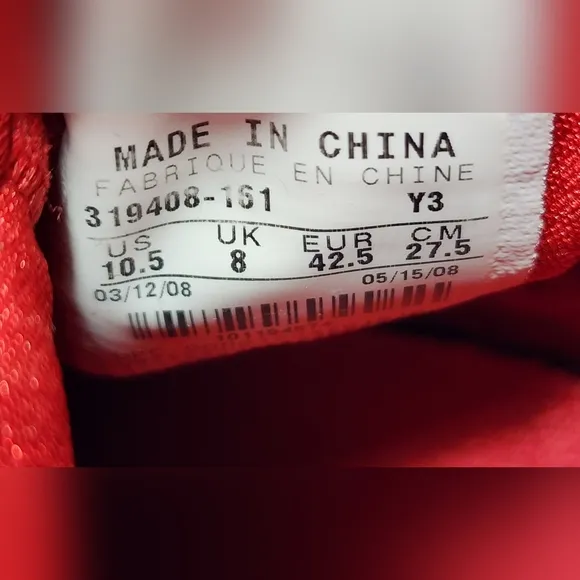 MADE IN CHINA
FABRIQUE EN CHINE
319408-161 Y3
US UK EUR CM
10.5 8 42.5 27.5
03/12/08 05/15/08